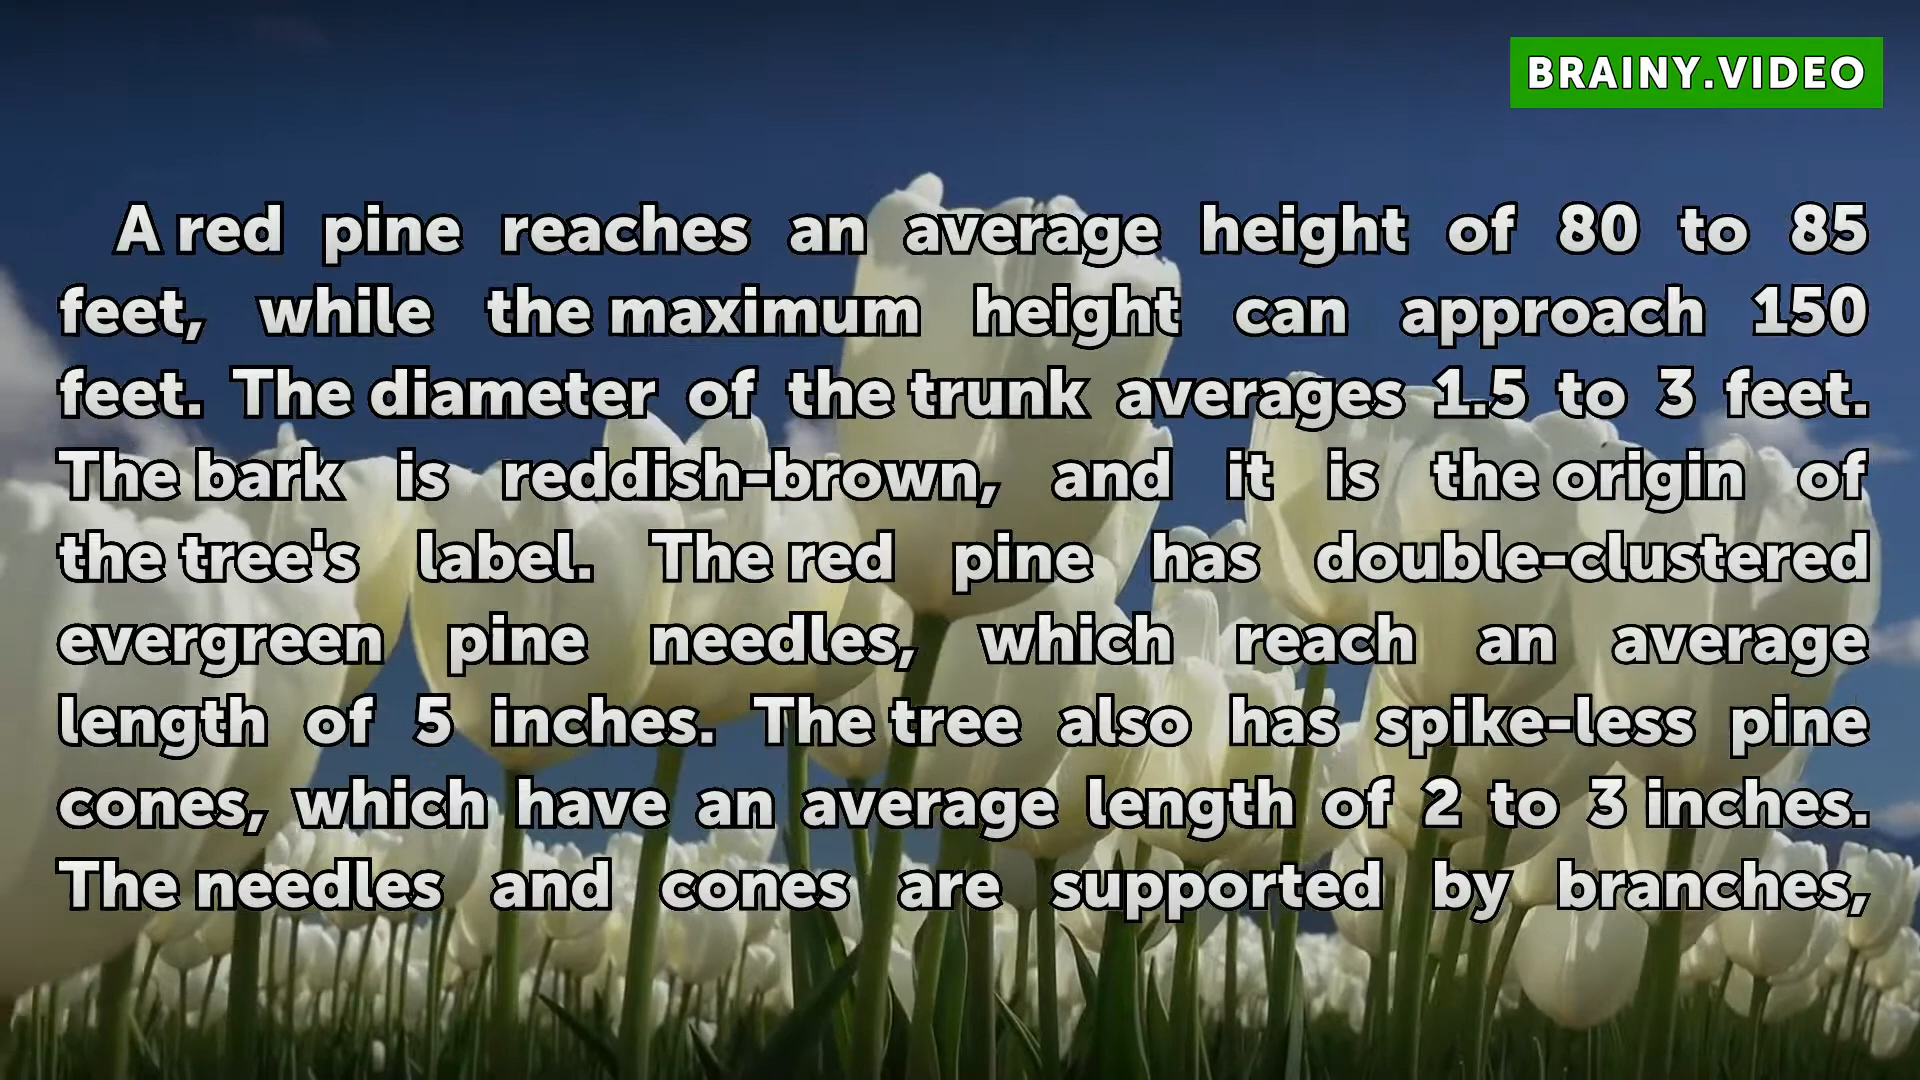 BRAINY.VIDEO
A red pine reaches an average height of 80 to 85
feet, while the maximum height can approach 150
feet. The diameter of the trunk averages 1.5 to 3 feet.
The bark is reddish-brown, and it is the origin of
the tree's label. The red pine has double-clustered
evergreen pine needles, which reach an average
length of 5 inches. The tree also has spike-less pine
cones, which have an average length of 2 to 3 inches.
The needles and cones are supported by branches,